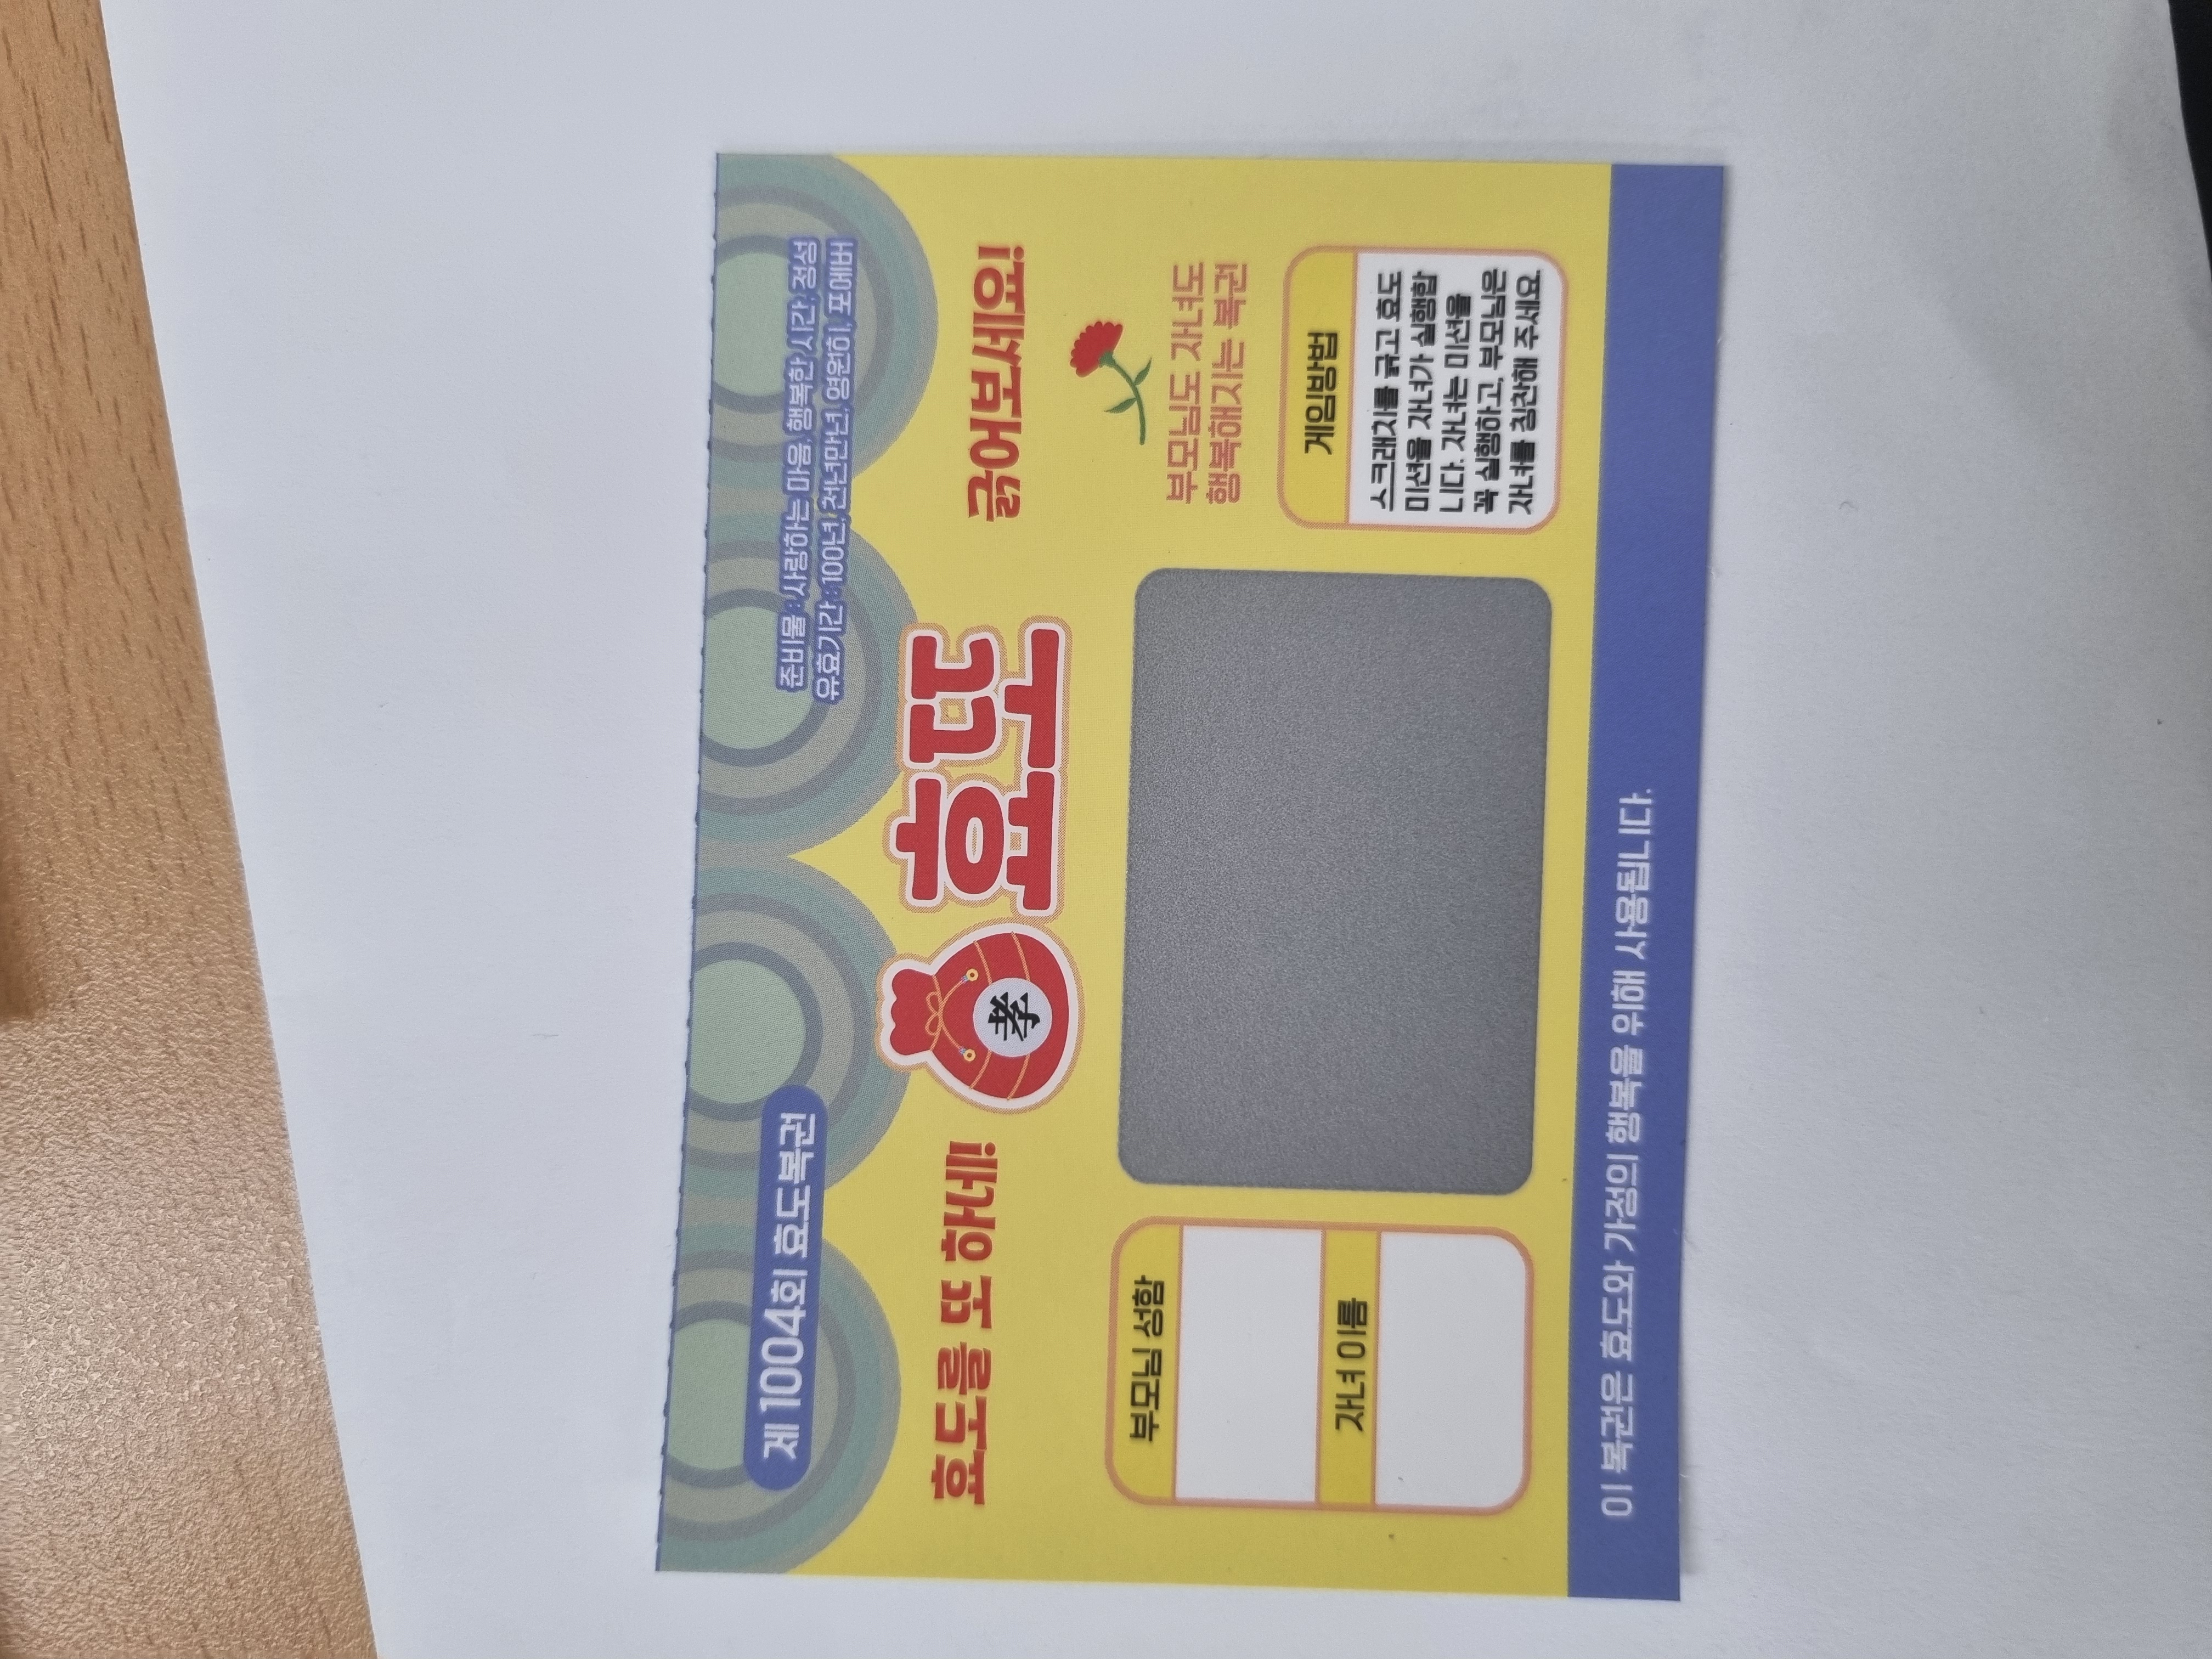 제 1004회 효도복권
준비물 : 사랑하는 마음, 행복한 시간, 정성
유효기간 : 100년, 천년만년, 영원히, 포에버
효도를 또 하네!
孝
효또
긁어보세요!
부모님 성함
자녀 이름
부모님도 자녀도
행복해지는 복권
게임방법
스크래치를 긁고 효도
미션을 자녀가 실행합
니다. 자녀는 미션을
꼭 실행하고, 부모님은
자녀를 칭찬해 주세요.
이 복권은 효도와 가정의 행복을 위해 사용됩니다.